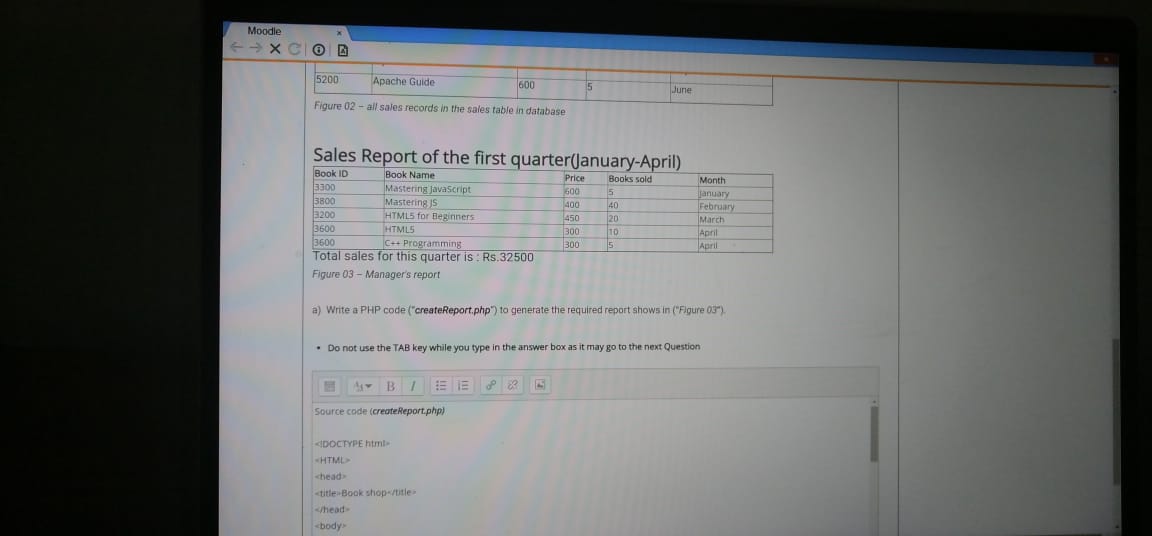 Moodle x
5200 Apache Guide 600 5 June
Figure 02 – all sales records in the sales table in database
Sales Report of the first quarter(January-April)
Book ID Book Name Price Books sold Month
3300 Mastering JavaScript 600 5 January
3800 Mastering JS 400 40 February
3200 HTML5 for Beginners 450 20 March
3600 HTML5 300 10 April
3600 C++ Programming 300 5 April
Total sales for this quarter is : Rs.32500
Figure 03 – Manager's report
a) Write a PHP code ("createReport.php") to generate the required report shows in ("Figure 03").
• Do not use the TAB key while you type in the answer box as it may go to the next Question
B I
Source code (createReport.php)
<!DOCTYPE html>
<HTML>
<head>
<title>Book shop</title>
</head>
<body>